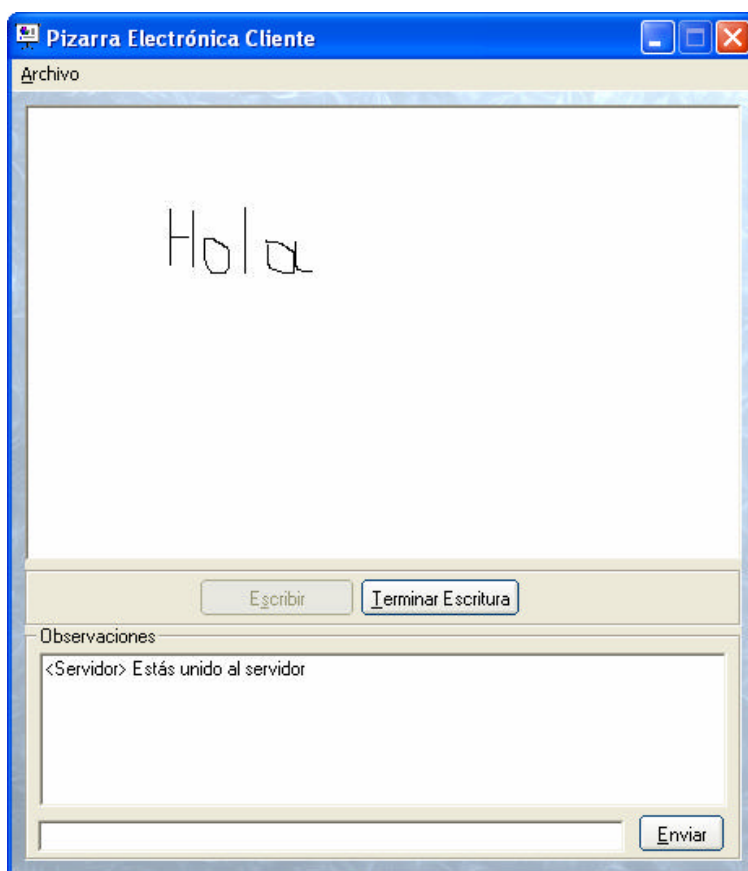 Pizarra Electrónica Cliente
Archivo
Hola
Escribir Terminar Escritura
Observaciones
<Servidor> Estás unido al servidor
Enviar